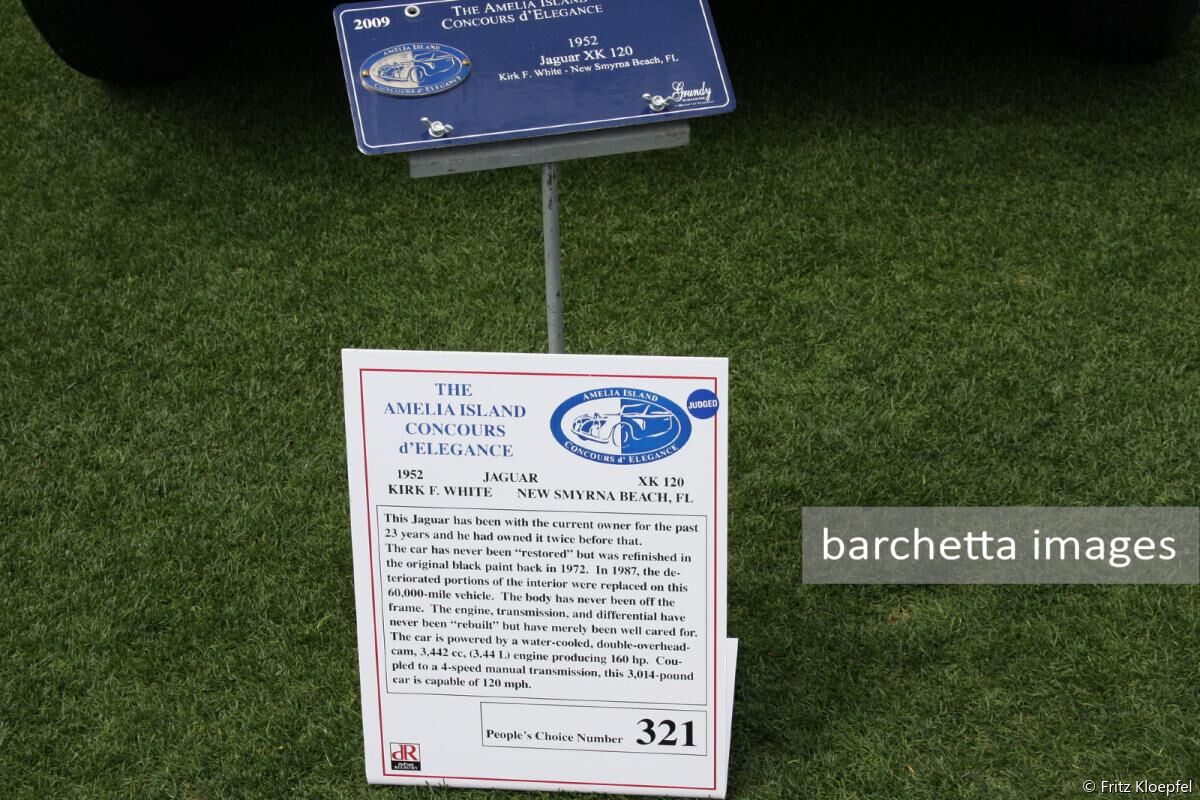 2009
THE AMELIA ISLAND
CONCOURS d'ELEGANCE
AMELIA ISLAND
CONCOURS d' ELEGANCE
1952
Jaguar XK 120
Kirk F. White - New Smyrna Beach, FL
Grundy
THE
AMELIA ISLAND
CONCOURS
d'ELEGANCE
AMELIA ISLAND
CONCOURS d' ELEGANCE
JUDGED
1952 JAGUAR XK 120
KIRK F. WHITE NEW SMYRNA BEACH, FL
This Jaguar has been with the current owner for the past
23 years and he had owned it twice before that.
The car has never been “restored” but was refinished in
the original black paint back in 1972. In 1987, the de-
teriorated portions of the interior were replaced on this
60,000-mile vehicle. The body has never been off the
frame. The engine, transmission, and differential have
never been “rebuilt” but have merely been well cared for.
The car is powered by a water-cooled, double-overhead-
cam, 3,442 cc, (3.44 L) engine producing 160 hp. Cou-
pled to a 4-speed manual transmission, this 3,014-pound
car is capable of 120 mph.
People's Choice Number 321
dR
REGISTRY
barchetta images
© Fritz Kloepfel